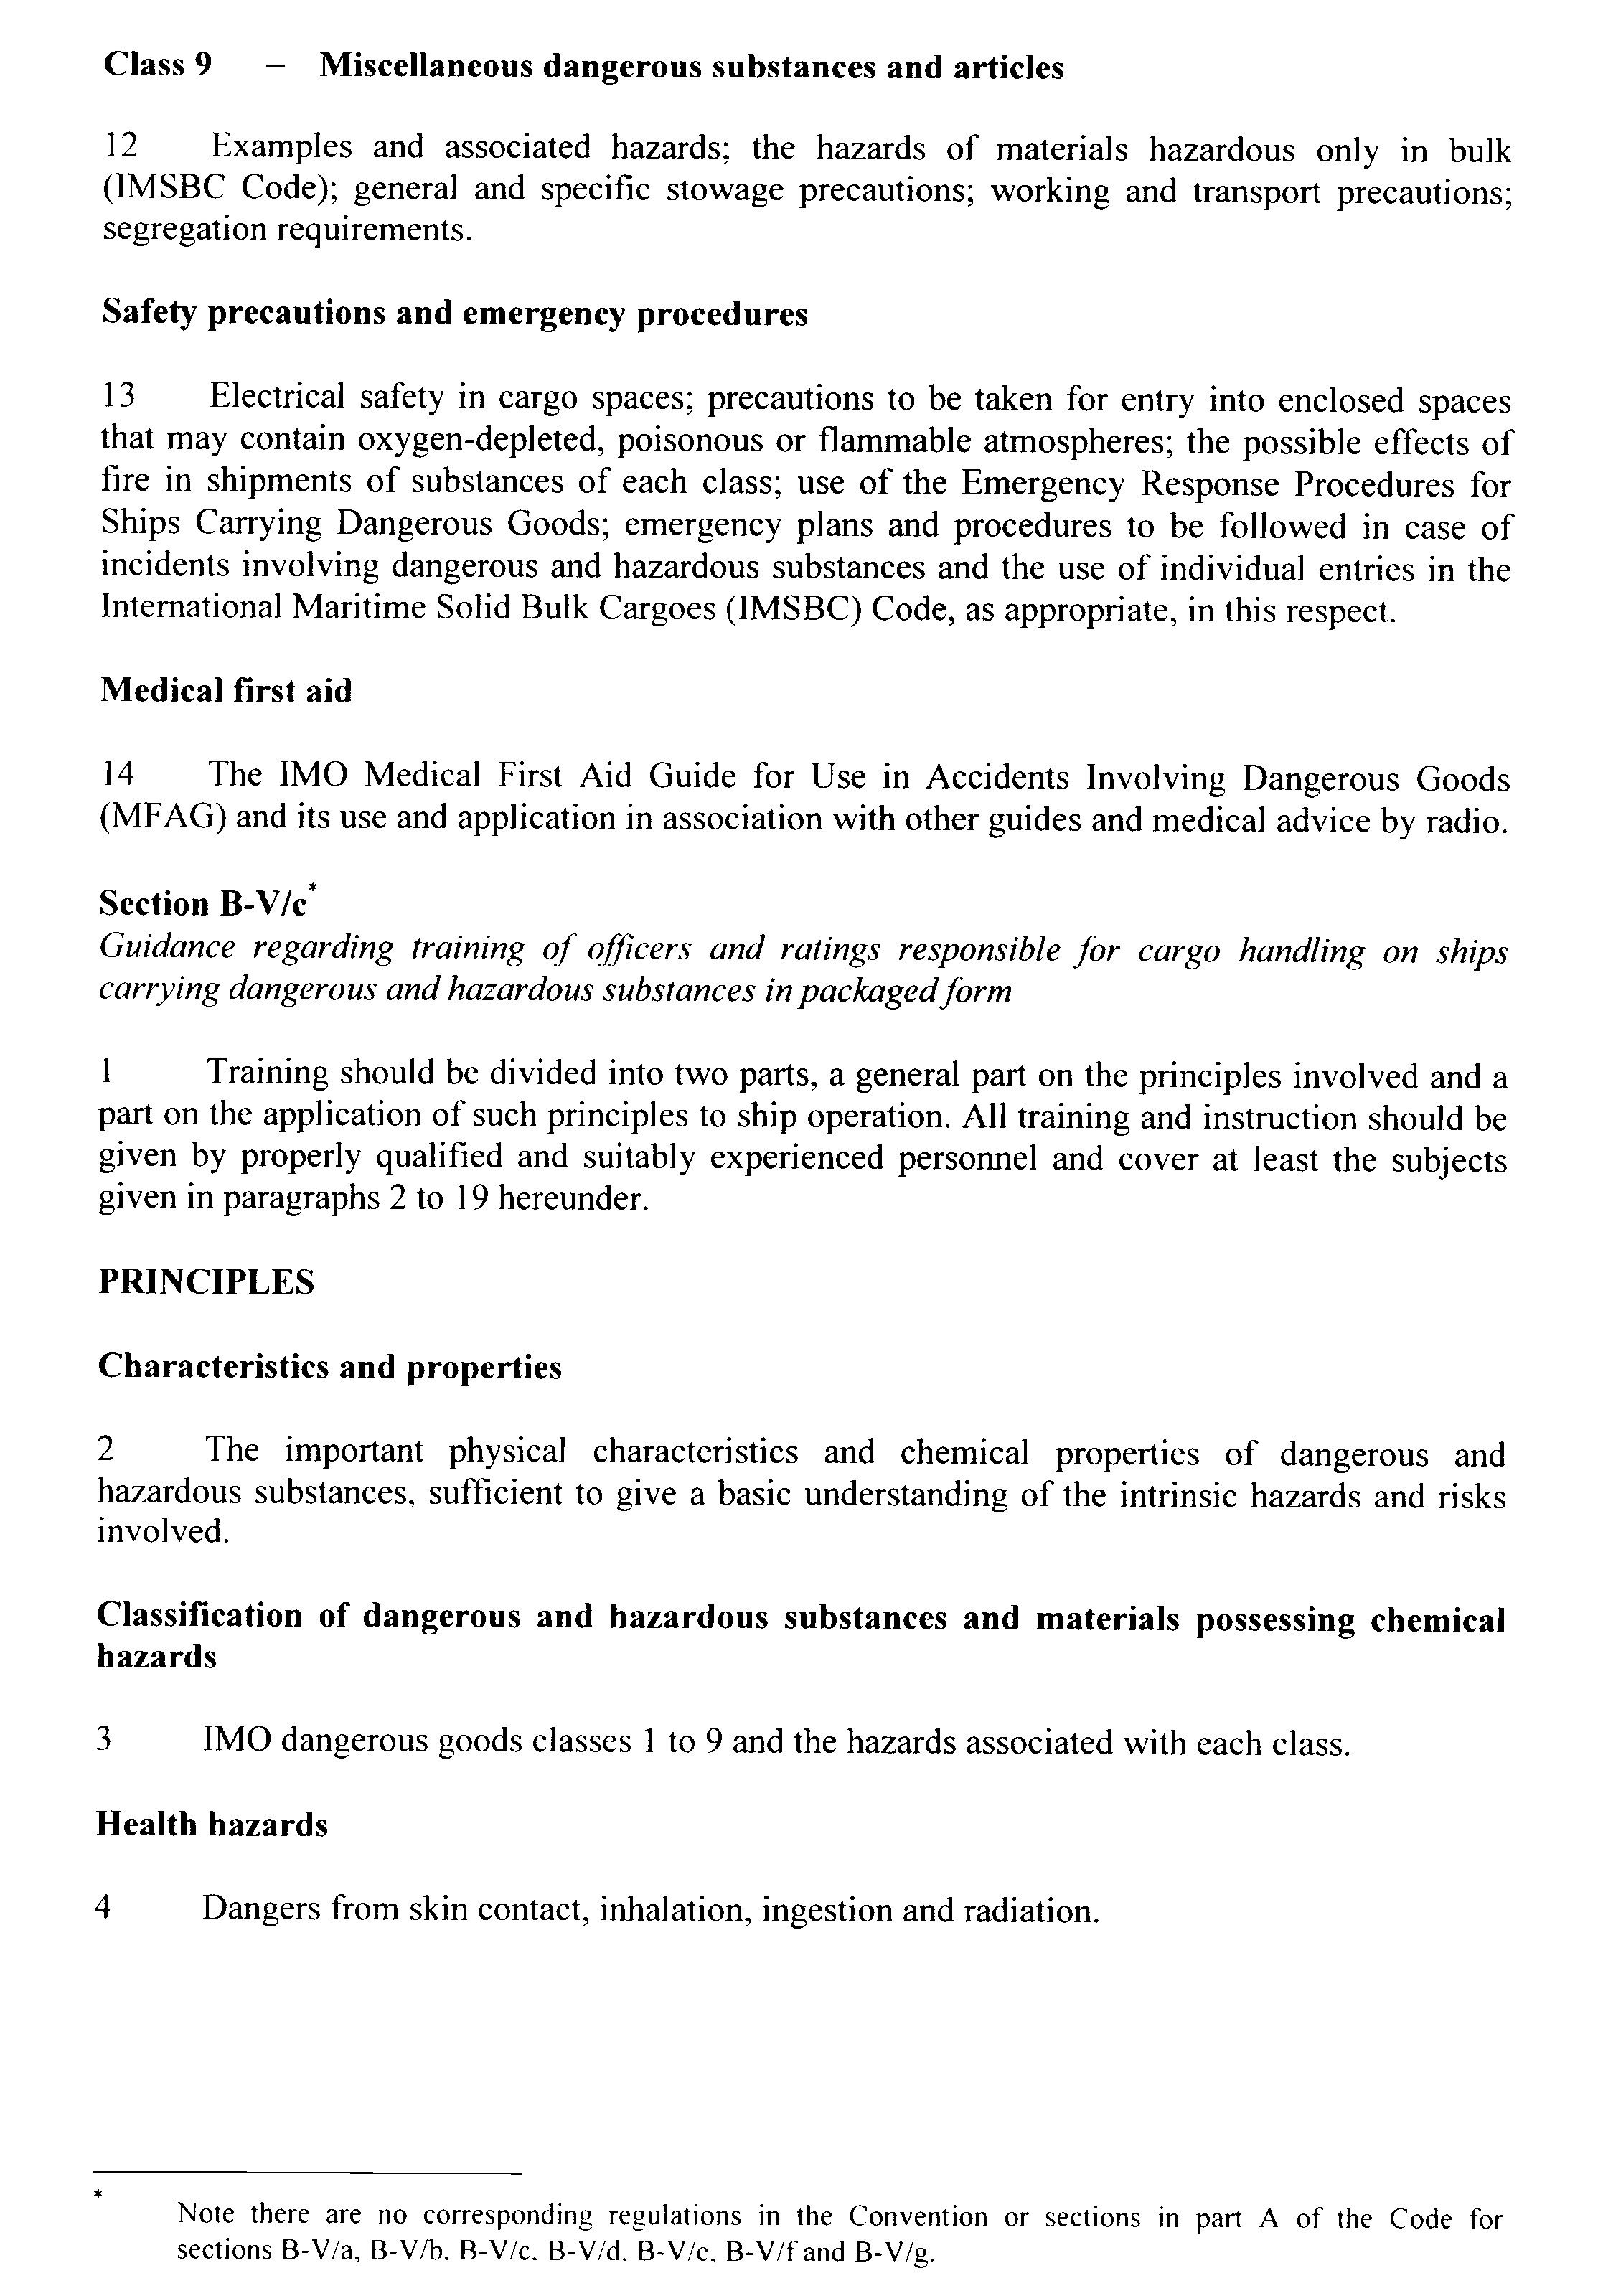 Class 9 – Miscellaneous dangerous substances and articles
12 Examples and associated hazards; the hazards of materials hazardous only in bulk
(IMSBC Code); general and specific stowage precautions; working and transport precautions;
segregation requirements.
Safety precautions and emergency procedures
13 Electrical safety in cargo spaces; precautions to be taken for entry into enclosed spaces
that may contain oxygen-depleted, poisonous or flammable atmospheres; the possible effects of
fire in shipments of substances of each class; use of the Emergency Response Procedures for
Ships Carrying Dangerous Goods; emergency plans and procedures to be followed in case of
incidents involving dangerous and hazardous substances and the use of individual entries in the
International Maritime Solid Bulk Cargoes (IMSBC) Code, as appropriate, in this respect.
Medical first aid
14 The IMO Medical First Aid Guide for Use in Accidents Involving Dangerous Goods
(MFAG) and its use and application in association with other guides and medical advice by radio.
Section B-V/c*
Guidance regarding training of officers and ratings responsible for cargo handling on ships
carrying dangerous and hazardous substances in packaged form
1 Training should be divided into two parts, a general part on the principles involved and a
part on the application of such principles to ship operation. All training and instruction should be
given by properly qualified and suitably experienced personnel and cover at least the subjects
given in paragraphs 2 to 19 hereunder.
PRINCIPLES
Characteristics and properties
2 The important physical characteristics and chemical properties of dangerous and
hazardous substances, sufficient to give a basic understanding of the intrinsic hazards and risks
involved.
Classification of dangerous and hazardous substances and materials possessing chemical
hazards
3 IMO dangerous goods classes 1 to 9 and the hazards associated with each class.
Health hazards
4 Dangers from skin contact, inhalation, ingestion and radiation.
* Note there are no corresponding regulations in the Convention or sections in part A of the Code for
sections B-V/a, B-V/b. B-V/c. B-V/d. B-V/e, B-V/f and B-V/g.